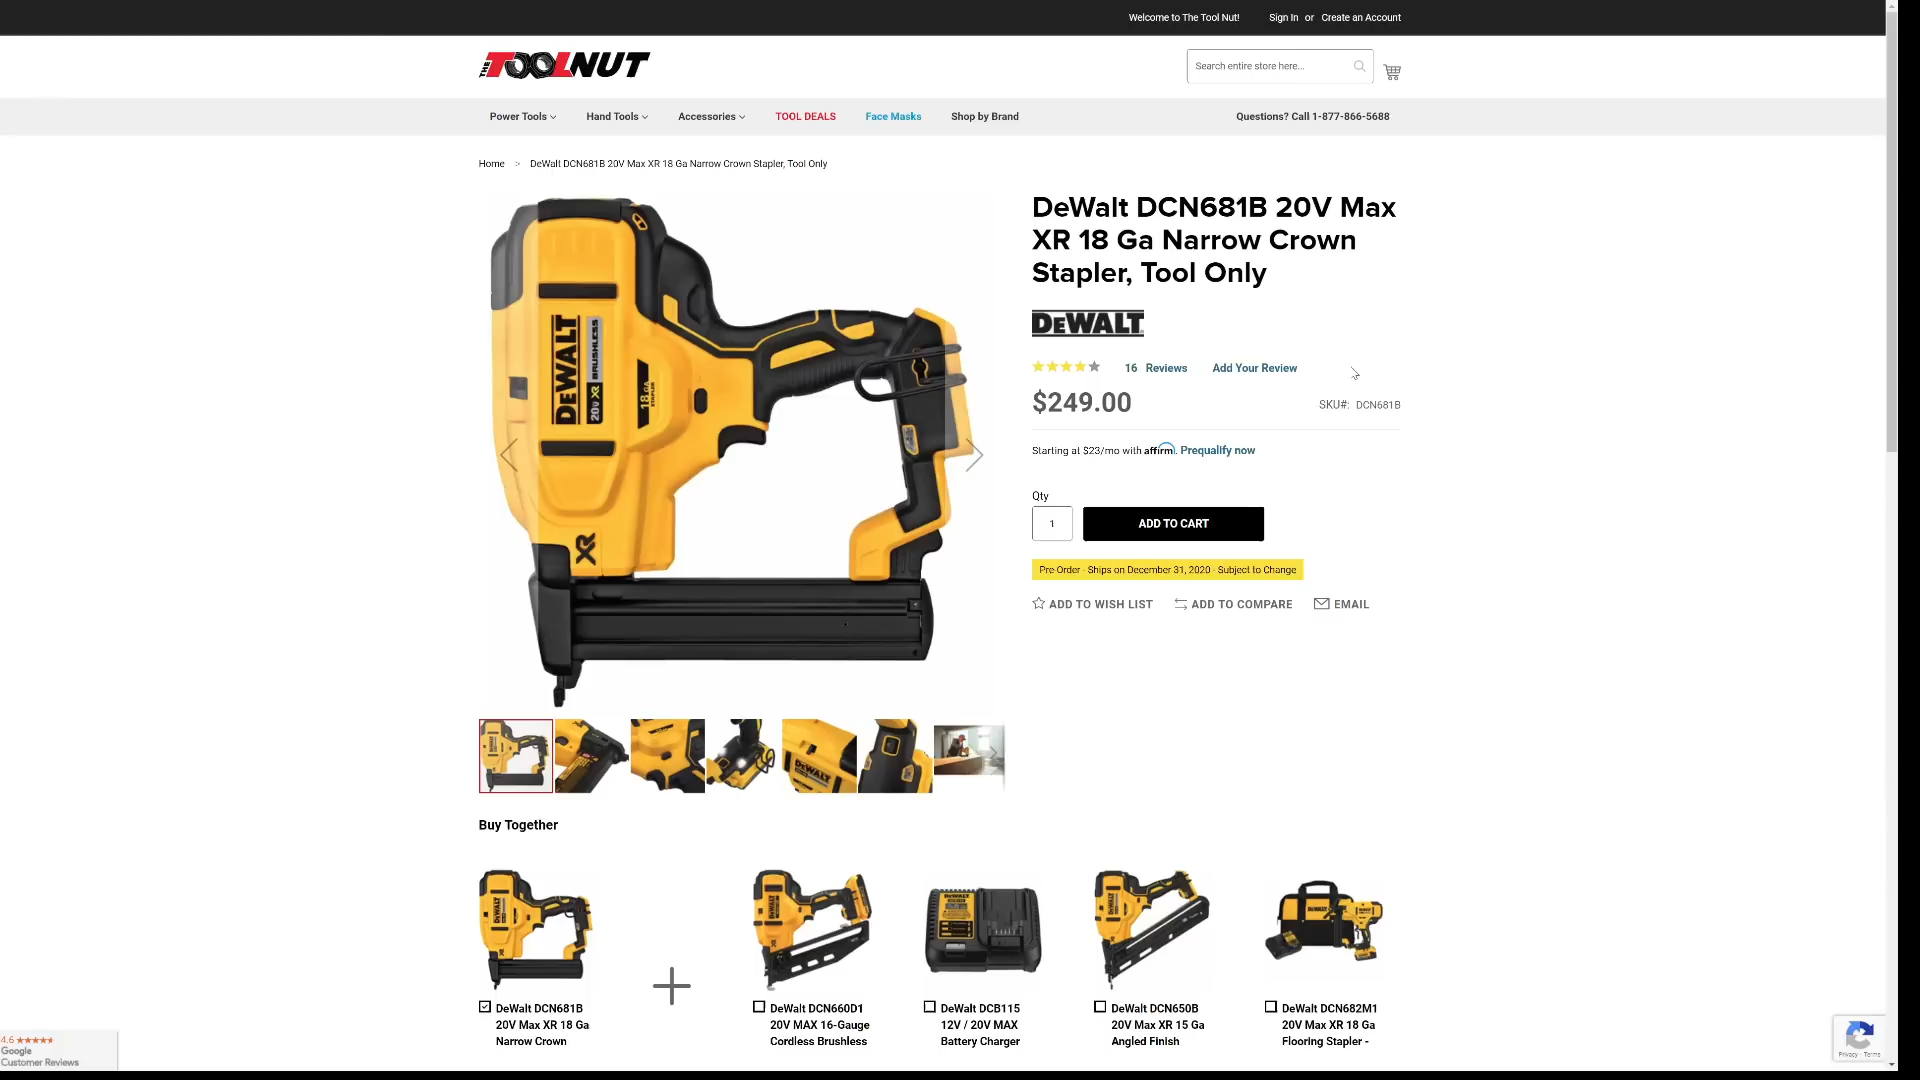 Welcome to The Tool Nut!
Sign In or Create an Account
THE TOOLNUT
Search entire store here...
Power Tools
Hand Tools
Accessories
TOOL DEALS
Face Masks
Shop by Brand
Questions? Call 1-877-866-5688
Home > DeWalt DCN681B 20V Max XR 18 Ga Narrow Crown Stapler, Tool Only
DEWALT
20V XR BRUSHLESS
18 GA
STAPLER
XR
DeWalt DCN681B 20V Max
XR 18 Ga Narrow Crown
Stapler, Tool Only
DEWALT
16 Reviews
Add Your Review
$249.00
SKU#: DCN681B
Starting at $23/mo with affirm. Prequalify now
Qty
1
ADD TO CART
Pre-Order - Ships on December 31, 2020 - Subject to Change
ADD TO WISH LIST
ADD TO COMPARE
EMAIL
DEWALT
Buy Together
DeWalt DCN681B
20V Max XR 18 Ga
Narrow Crown
DeWalt DCN660D1
20V MAX 16-Gauge
Cordless Brushless
DeWalt DCB115
12V / 20V MAX
Battery Charger
DeWalt DCN650B
20V Max XR 15 Ga
Angled Finish
DeWalt DCN682M1
20V Max XR 18 Ga
Flooring Stapler -
4.6
Google
Customer Reviews
Privacy - Terms